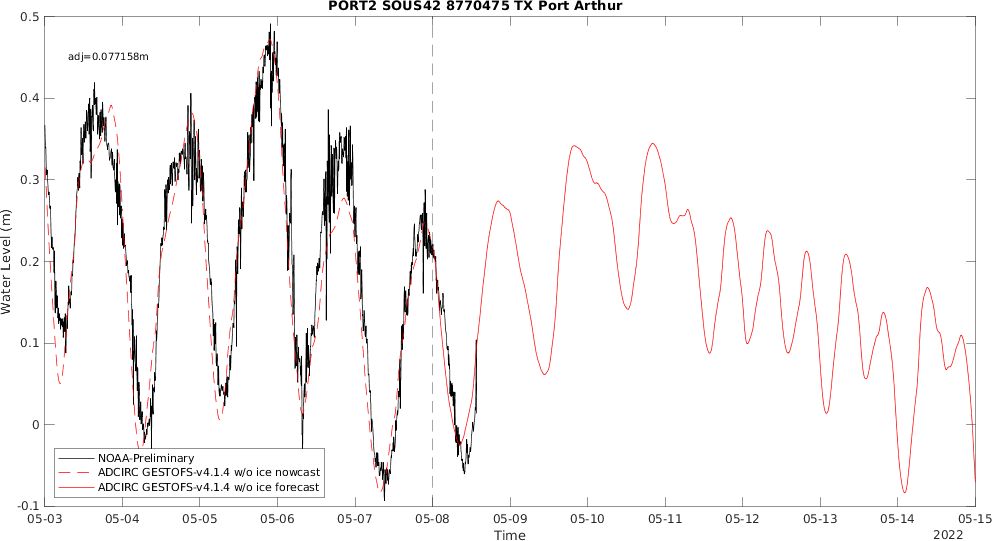 PORT2 SOUS42 8770475 TX Port Arthur
adj=0.077158m
Water Level (m)
0.5
0.4
0.3
0.2
0.1
0
-0.1
NOAA-Preliminary
ADCIRC GESTOFS-v4.1.4 w/o ice nowcast
ADCIRC GESTOFS-v4.1.4 w/o ice forecast
05-03 05-04 05-05 05-06 05-07 05-08 05-09 05-10 05-11 05-12 05-13 05-14 05-15
Time
2022